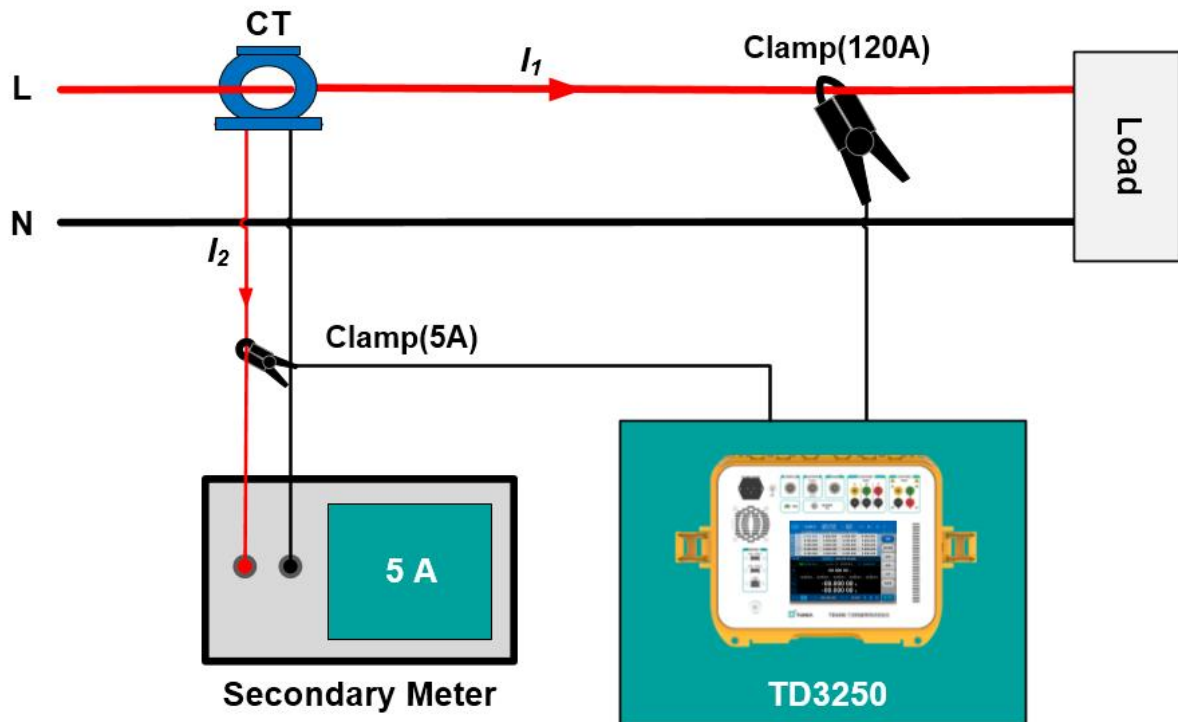 CT
Clamp(120A)
L
I1
Load
N
I2
Clamp(5A)
5 A
Secondary Meter
TD3250